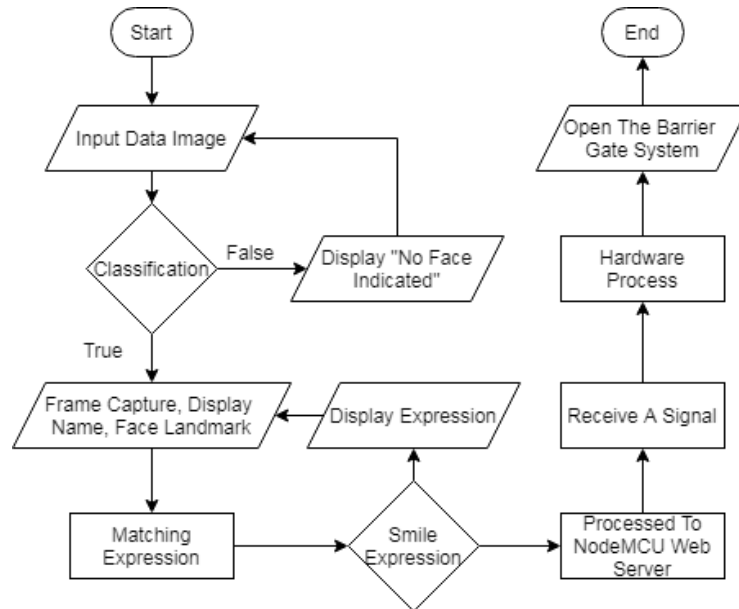 Start
Input Data Image
Classification
False
Display "No Face
Indicated"
True
Frame Capture, Display
Name, Face Landmark
Display Expression
Matching
Expression
Smile
Expression
Processed To
NodeMCU Web
Server
Receive A Signal
Hardware
Process
Open The Barrier
Gate System
End